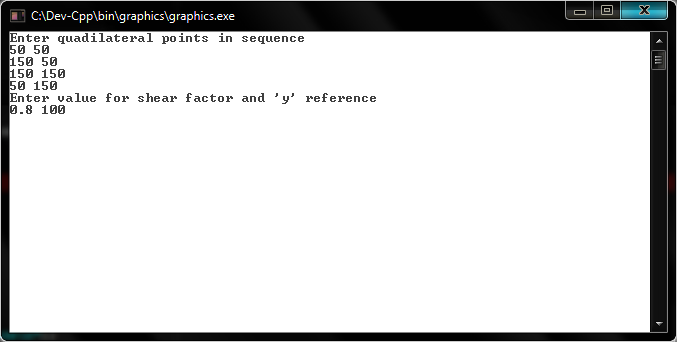 C:\Dev-Cpp\bin\graphics\graphics.exe
Enter quadilateral points in sequence
50 50
150 50
150 150
50 150
Enter value for shear factor and 'y' reference
0.8 100